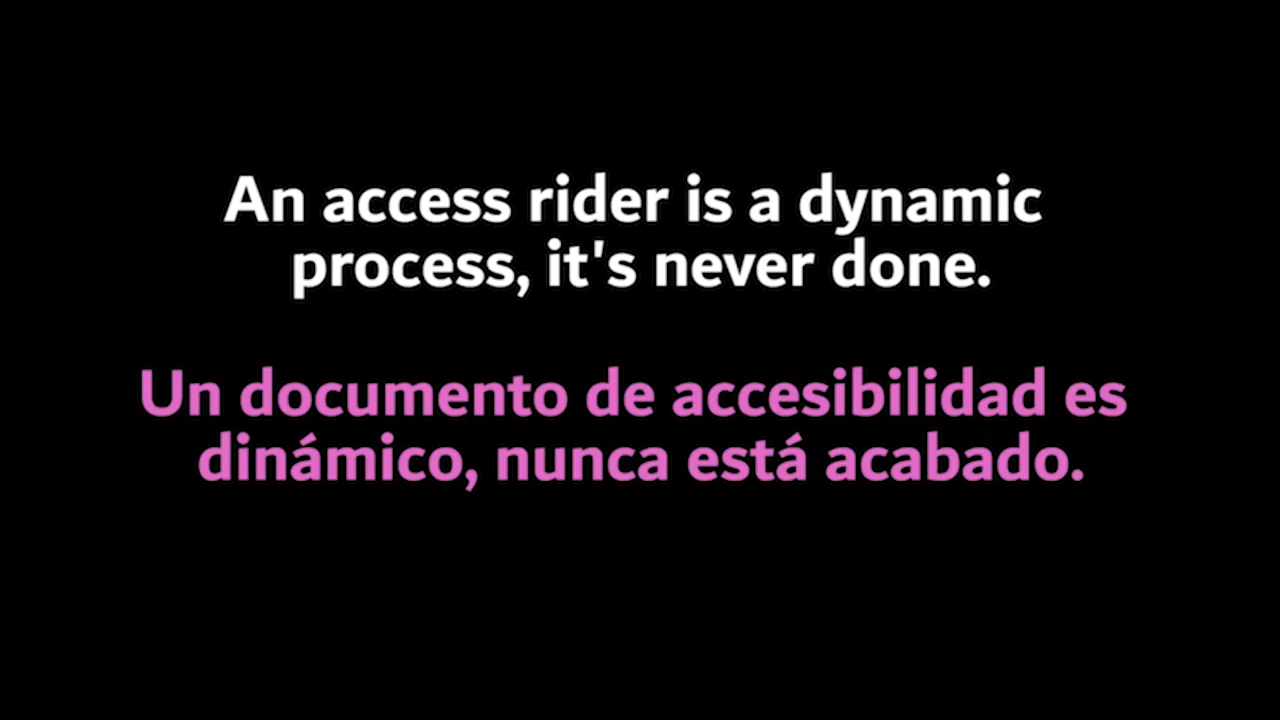 An access rider is a dynamic
process, it's never done.
Un documento de accesibilidad es
dinámico, nunca está acabado.